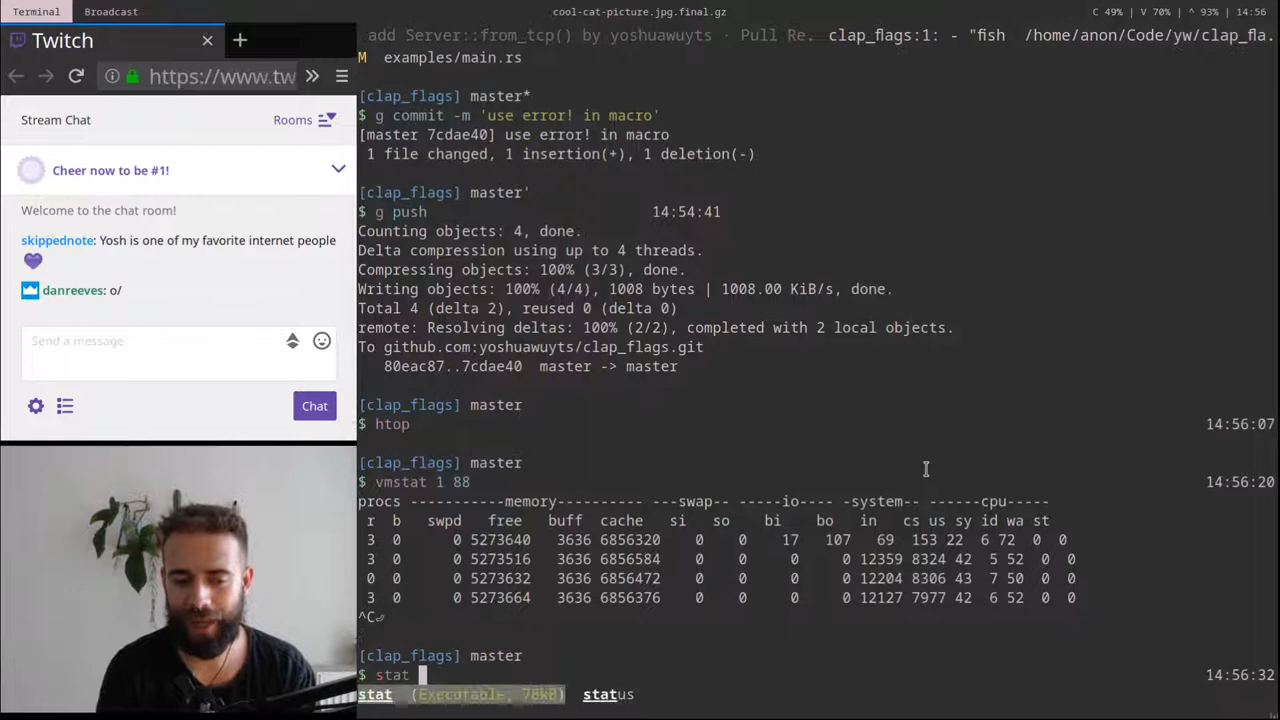 Terminal Broadcast cool-cat-picture.jpg.final.gz C 49% | V 70% | ^ 93% | 14:56
Twitch
https://www.tw
Stream Chat Rooms
Cheer now to be #1!
Welcome to the chat room!
skippednote: Yosh is one of my favorite internet people
danreeves: o/
Send a message
Chat
add Server::from_tcp() by yoshuawuyts · Pull Re. clap_flags:1: - "fish /home/anon/Code/yw/clap_fla.
M examples/main.rs
[clap_flags] master*
$ g commit -m 'use error! in macro'
[master 7cdae40] use error! in macro
1 file changed, 1 insertion(+), 1 deletion(-)
[clap_flags] master'
$ g push 14:54:41
Counting objects: 4, done.
Delta compression using up to 4 threads.
Compressing objects: 100% (3/3), done.
Writing objects: 100% (4/4), 1008 bytes | 1008.00 KiB/s, done.
Total 4 (delta 2), reused 0 (delta 0)
remote: Resolving deltas: 100% (2/2), completed with 2 local objects.
To github.com:yoshuawuyts/clap_flags.git
80eac87..7cdae40 master -> master
[clap_flags] master
$ htop 14:56:07
[clap_flags] master
$ vmstat 1 88 14:56:20
procs -----------memory---------- ---swap-- -----io---- -system-- ------cpu-----
r b swpd free buff cache si so bi bo in cs us sy id wa st
3 0 0 5273640 3636 6856320 0 0 17 107 69 153 22 6 72 0 0
3 0 0 5273516 3636 6856584 0 0 0 0 12359 8324 42 5 52 0 0
0 0 0 5273632 3636 6856472 0 0 0 0 12204 8306 43 7 50 0 0
3 0 0 5273664 3636 6856376 0 0 0 0 12127 7977 42 6 52 0 0
^C⏎
[clap_flags] master
$ stat 14:56:32
stat (Executable, 78kB) status